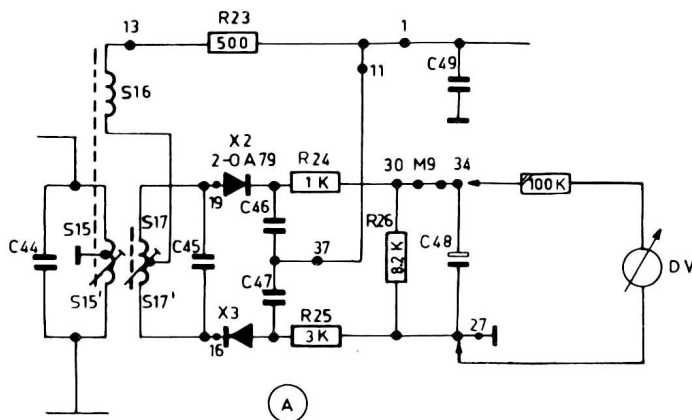 13
R23
500
1
11
C49
S16
X2
2-OA79
R24
1K
30 M9 34
100K
19
C46
R26
8.2 K
C48
DV
C44
S15
S15'
S17
S17'
C45
37
C47
X3
16
R25
3K
27
A